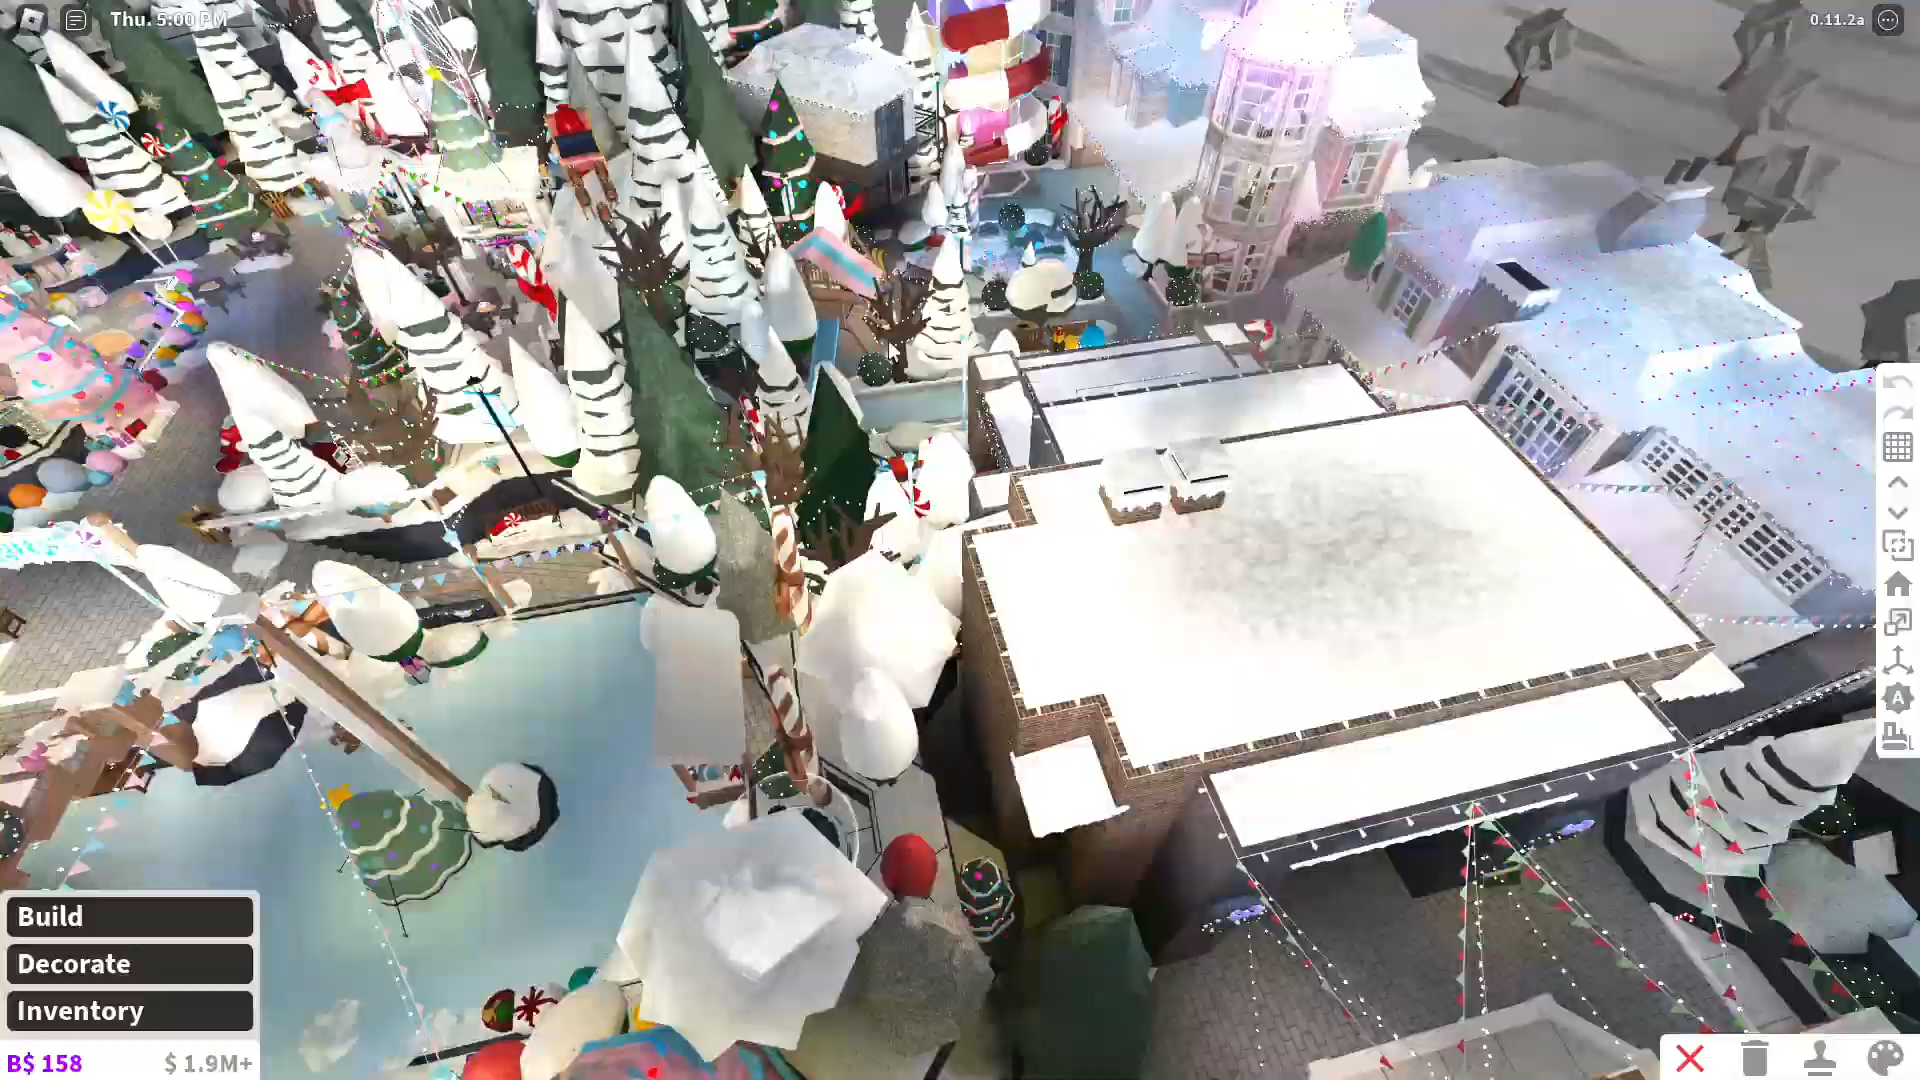 Thu. 5:00 PM
0.11.2a
Build
Decorate
Inventory
B$ 158
$ 1.9M+
A
L